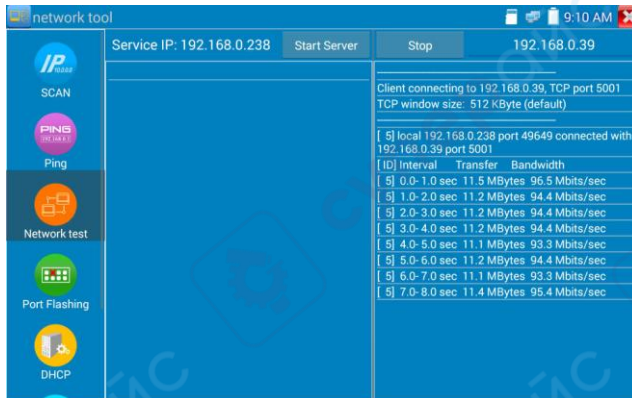 network tool
9:10 AM
IP
SCAN
PING
Ping
Network test
Port Flashing
DHCP
Service IP: 192.168.0.238
Start Server
Stop
192.168.0.39
Client connecting to 192.168.0.39, TCP port 5001
TCP window size: 512 KByte (default)
[ 5] local 192.168.0.238 port 49649 connected with
192.168.0.39 port 5001
[ ID] Interval Transfer Bandwidth
[ 5] 0.0- 1.0 sec 11.5 MBytes 96.5 Mbits/sec
[ 5] 1.0- 2.0 sec 11.2 MBytes 94.4 Mbits/sec
[ 5] 2.0- 3.0 sec 11.2 MBytes 94.4 Mbits/sec
[ 5] 3.0- 4.0 sec 11.2 MBytes 94.4 Mbits/sec
[ 5] 4.0- 5.0 sec 11.1 MBytes 93.3 Mbits/sec
[ 5] 5.0- 6.0 sec 11.2 MBytes 94.4 Mbits/sec
[ 5] 6.0- 7.0 sec 11.1 MBytes 93.3 Mbits/sec
[ 5] 7.0- 8.0 sec 11.4 MBytes 95.4 Mbits/sec